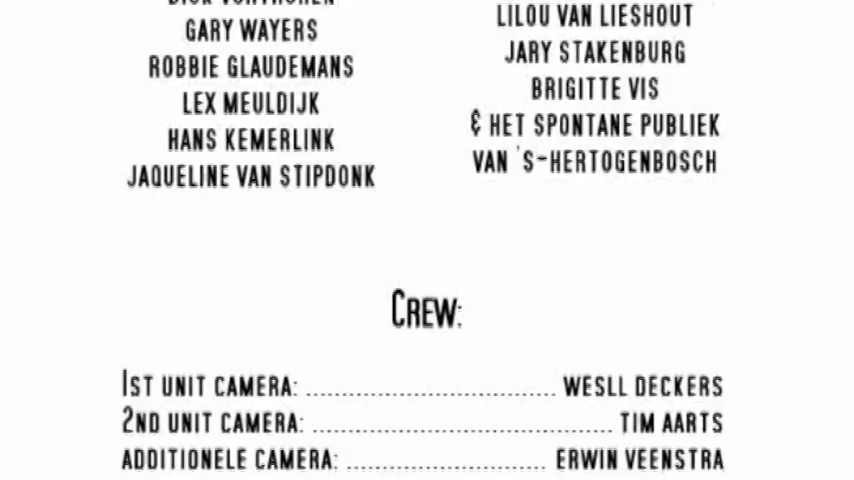 GARY WAYERS
ROBBIE GLAUDEMANS
LEX MEULDIJK
HANS KEMERLINK
JAQUELINE VAN STIPDONK
LILOU VAN LIESHOUT
JARY STAKENBURG
BRIGITTE VIS
& HET SPONTANE PUBLIEK
VAN 'S-HERTOGENBOSCH
CREW:
1ST UNIT CAMERA: .................................... WESLL DECKERS
2ND UNIT CAMERA: ........................................... TIM AARTS
ADDITIONELE CAMERA: ............................. ERWIN VEENSTRA